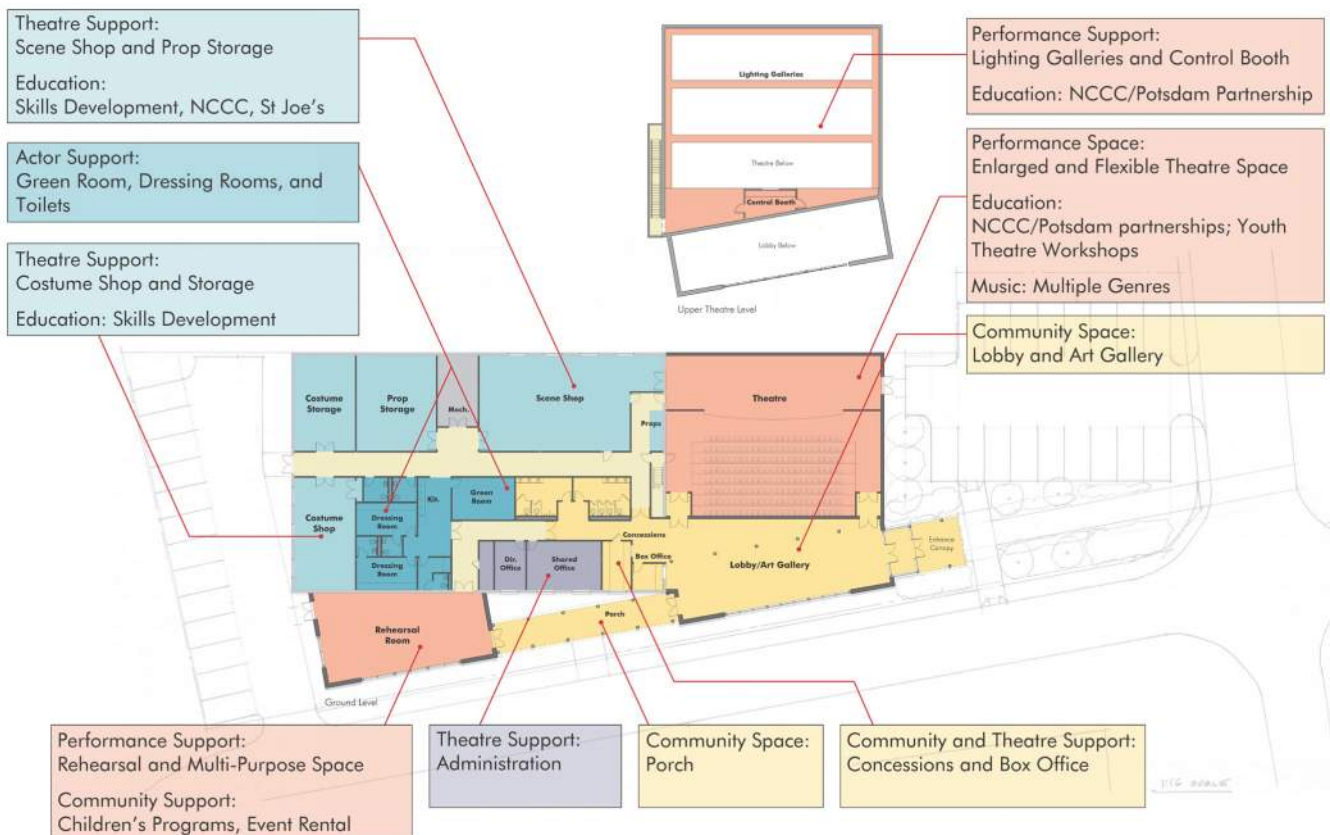 Theatre Support:
Scene Shop and Prop Storage
Education:
Skills Development, NCCC, St Joe's
Actor Support:
Green Room, Dressing Rooms, and
Toilets
Theatre Support:
Costume Shop and Storage
Education: Skills Development
Performance Support:
Lighting Galleries and Control Booth
Education: NCCC/Potsdam Partnership
Performance Space:
Enlarged and Flexible Theatre Space
Education:
NCCC/Potsdam partnerships; Youth
Theatre Workshops
Music: Multiple Genres
Community Space:
Lobby and Art Gallery
Lighting Galleries
Theatre Below
Control Booth
Lobby Below
Upper Theatre Level
Costume
Storage
Prop
Storage
Mech.
Scene Shop
Props
Theatre
Costume
Shop
Dressing
Room
Kit.
Green
Room
Dressing
Room
Dir.
Office
Shared
Office
Concessions
Box Office
Lobby/Art Gallery
Entrance
Canopy
Porch
Rehearsal
Room
Ground Level
Performance Support:
Rehearsal and Multi-Purpose Space
Community Support:
Children's Programs, Event Rental
Theatre Support:
Administration
Community Space:
Porch
Community and Theatre Support:
Concessions and Box Office